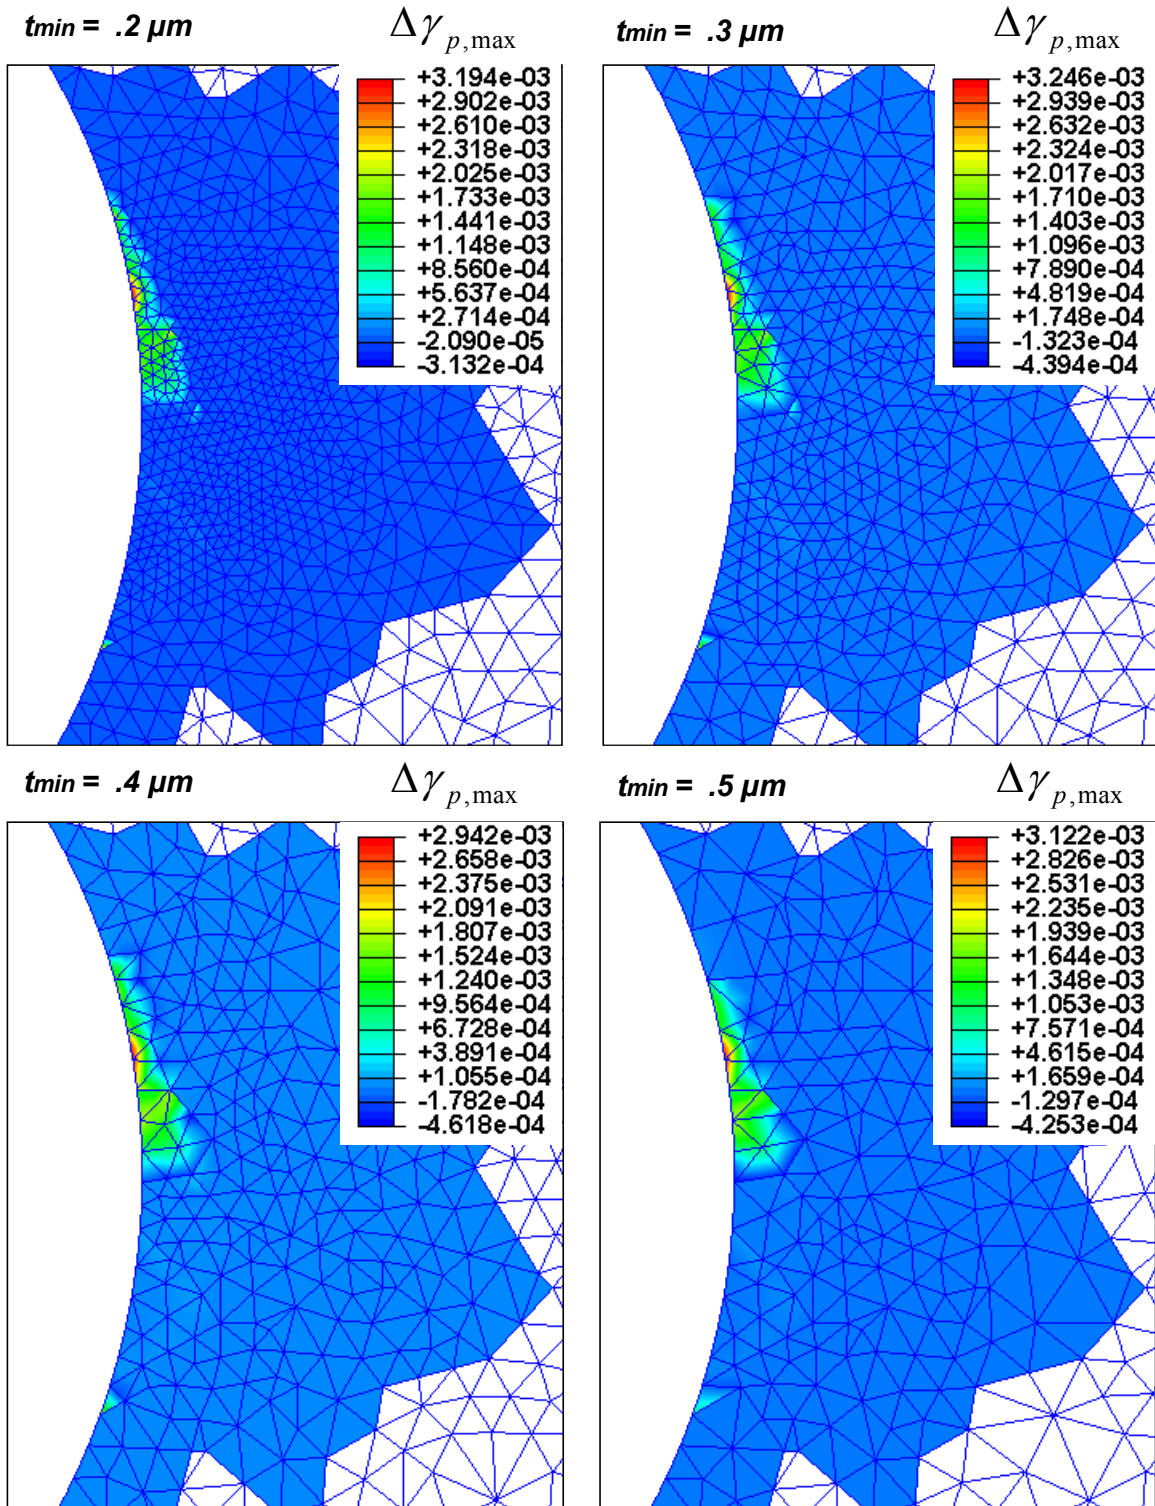 tmin = .2 µm
Δγp,max
+3.194e-03
+2.902e-03
+2.610e-03
+2.318e-03
+2.025e-03
+1.733e-03
+1.441e-03
+1.148e-03
+8.560e-04
+5.637e-04
+2.714e-04
-2.090e-05
-3.132e-04
tmin = .3 µm
Δγp,max
+3.246e-03
+2.939e-03
+2.632e-03
+2.324e-03
+2.017e-03
+1.710e-03
+1.403e-03
+1.096e-03
+7.890e-04
+4.819e-04
+1.748e-04
-1.323e-04
-4.394e-04
tmin = .4 µm
Δγp,max
+2.942e-03
+2.658e-03
+2.375e-03
+2.091e-03
+1.807e-03
+1.524e-03
+1.240e-03
+9.564e-04
+6.728e-04
+3.891e-04
+1.055e-04
-1.782e-04
-4.618e-04
tmin = .5 µm
Δγp,max
+3.122e-03
+2.826e-03
+2.531e-03
+2.235e-03
+1.939e-03
+1.644e-03
+1.348e-03
+1.053e-03
+7.571e-04
+4.615e-04
+1.659e-04
-1.297e-04
-4.253e-04